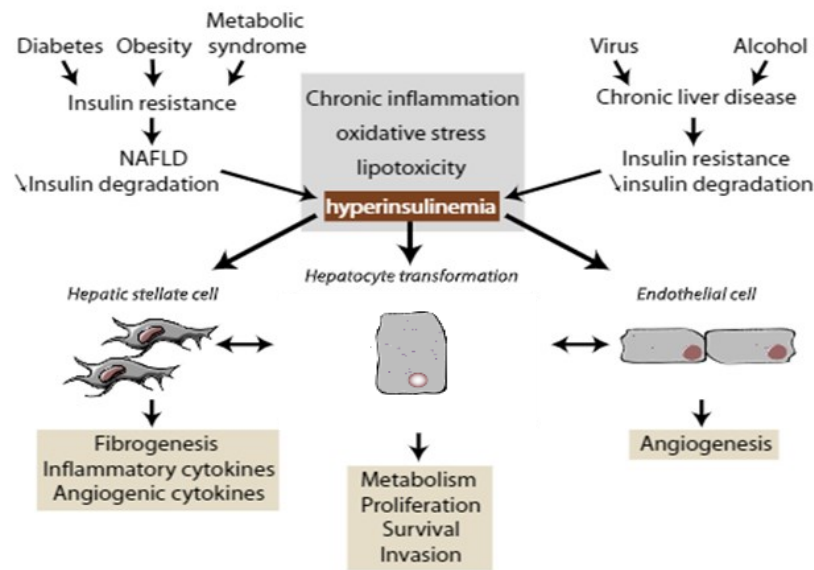 Diabetes Obesity Metabolic
syndrome
Insulin resistance
NAFLD
↘Insulin degradation
Chronic inflammation
oxidative stress
lipotoxicity
hyperinsulinemia
Virus Alcohol
Chronic liver disease
Insulin resistance
↘insulin degradation
Hepatic stellate cell
Hepatocyte transformation
Endothelial cell
Fibrogenesis
Inflammatory cytokines
Angiogenic cytokines
Metabolism
Proliferation
Survival
Invasion
Angiogenesis